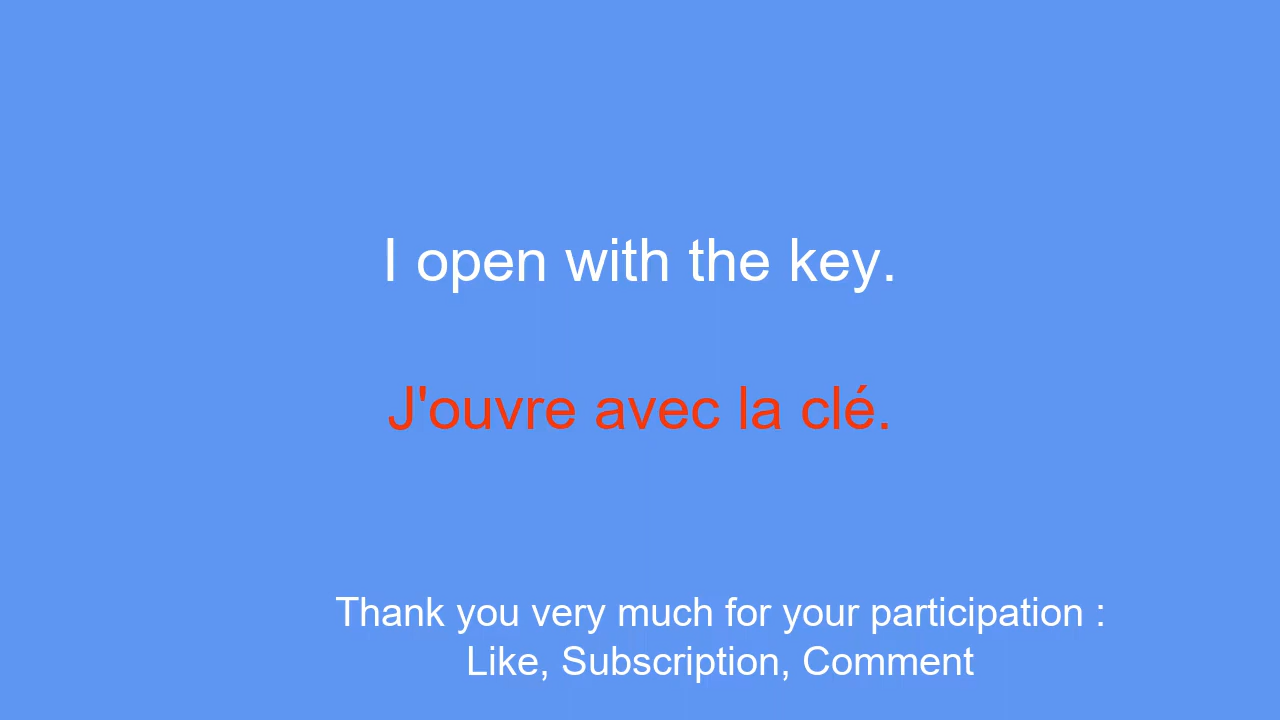 I open with the key.
J'ouvre avec la clé.
Thank you very much for your participation :
Like, Subscription, Comment